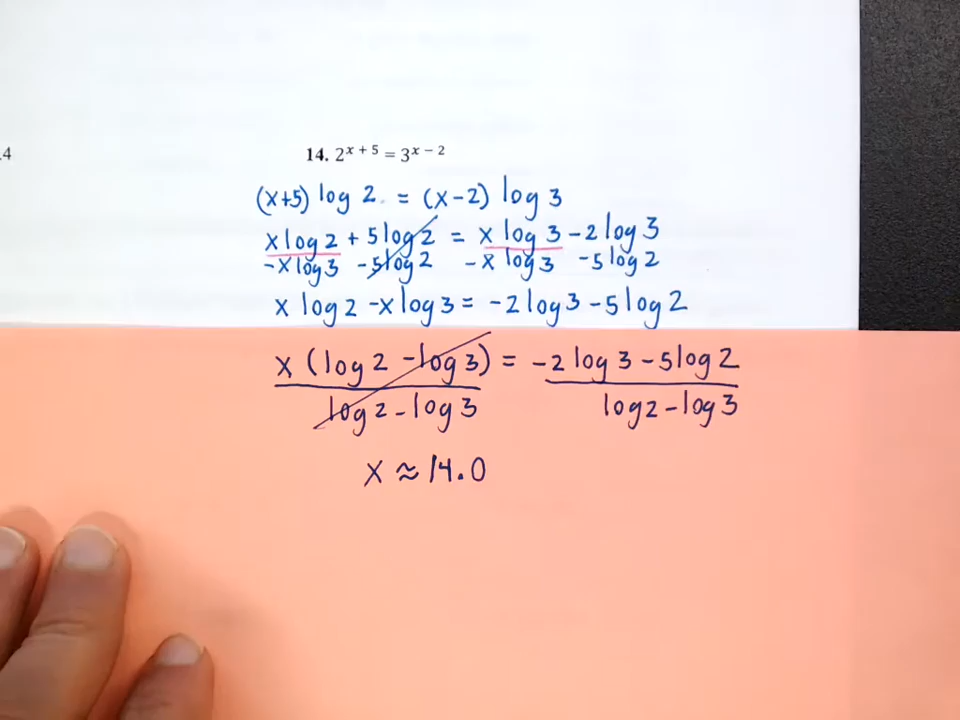 .4
14. 2^{x + 5} = 3^{x − 2}
(x+5) log 2 = (x-2) log 3
x log 2 + 5 log 2 = x log 3 - 2 log 3
-x log 3 -5 log 2 -x log 3 -5 log 2
x log 2 - x log 3 = -2 log 3 - 5 log 2
x (log 2 - log 3) = -2 log 3 - 5 log 2
log 2 - log 3 log 2 - log 3
x ≈ 14.0